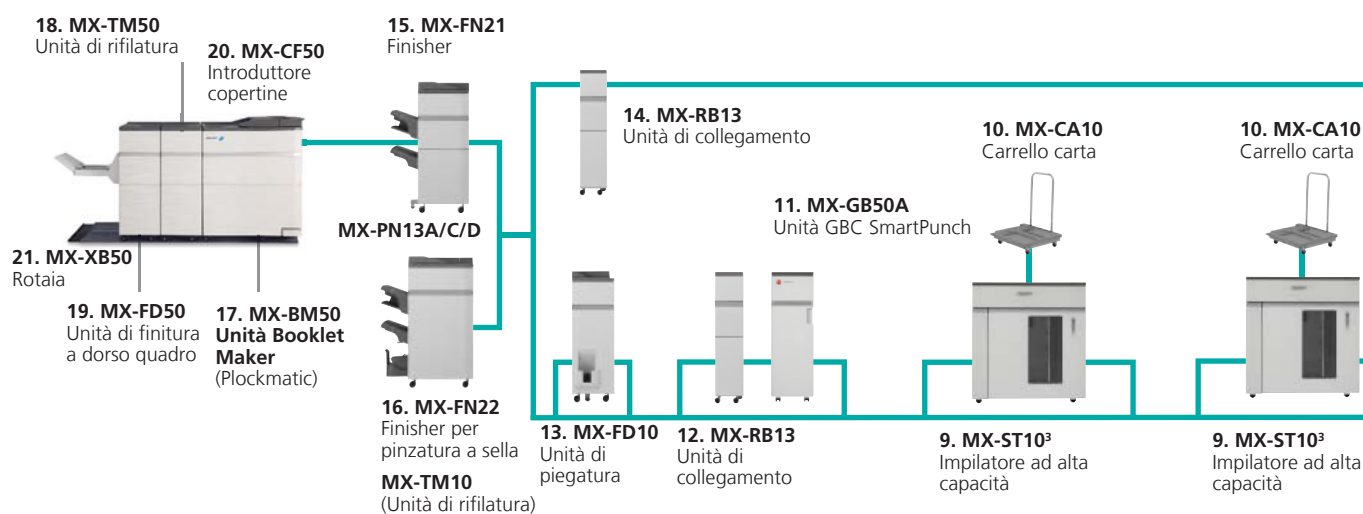 18. MX-TM50
Unità di rifilatura
20. MX-CF50
Introduttore
copertine
15. MX-FN21
Finisher
14. MX-RB13
Unità di collegamento
10. MX-CA10
Carrello carta
10. MX-CA10
Carrello carta
11. MX-GB50A
Unità GBC SmartPunch
MX-PN13A/C/D
21. MX-XB50
Rotaia
19. MX-FD50
Unità di finitura
a dorso quadro
17. MX-BM50
Unità Booklet
Maker
(Plockmatic)
16. MX-FN22
Finisher per
pinzatura a sella
MX-TM10
(Unità di rifilatura)
13. MX-FD10
Unità di
piegatura
12. MX-RB13
Unità di
collegamento
9. MX-ST10³
Impilatore ad alta
capacità
9. MX-ST10³
Impilatore ad alta
capacità